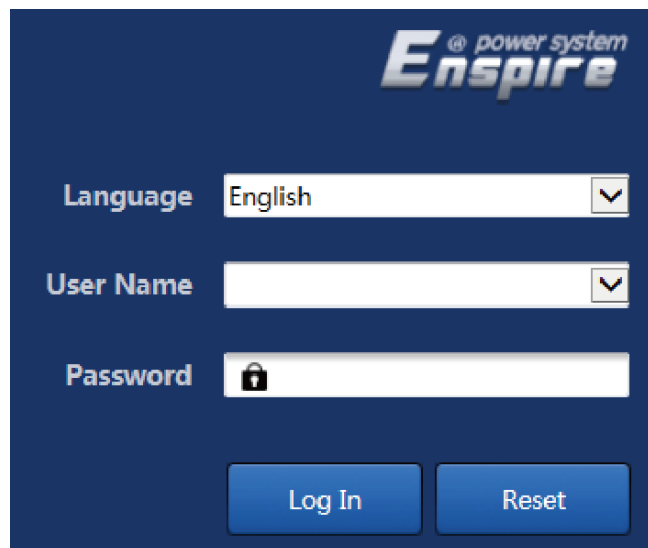 @ power system
Enspire
Language English
User Name
Password
Log In Reset